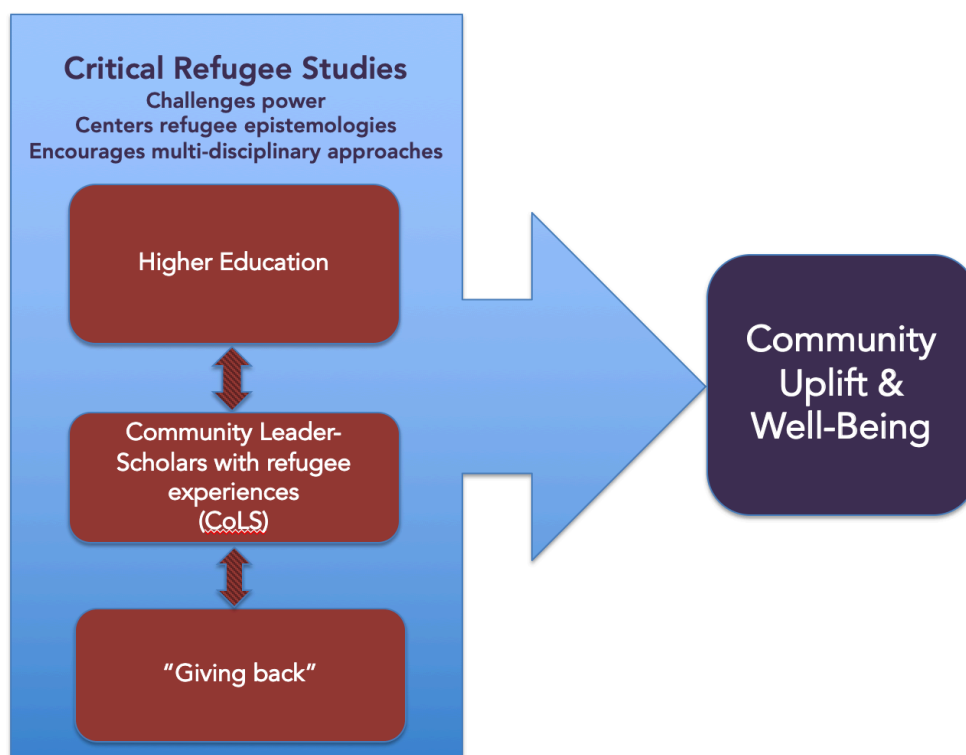 Critical Refugee Studies
Challenges power
Centers refugee epistemologies
Encourages multi-disciplinary approaches
Higher Education
Community Leader-
Scholars with refugee
experiences
(CoLS)
”Giving back”
Community
Uplift &
Well-Being